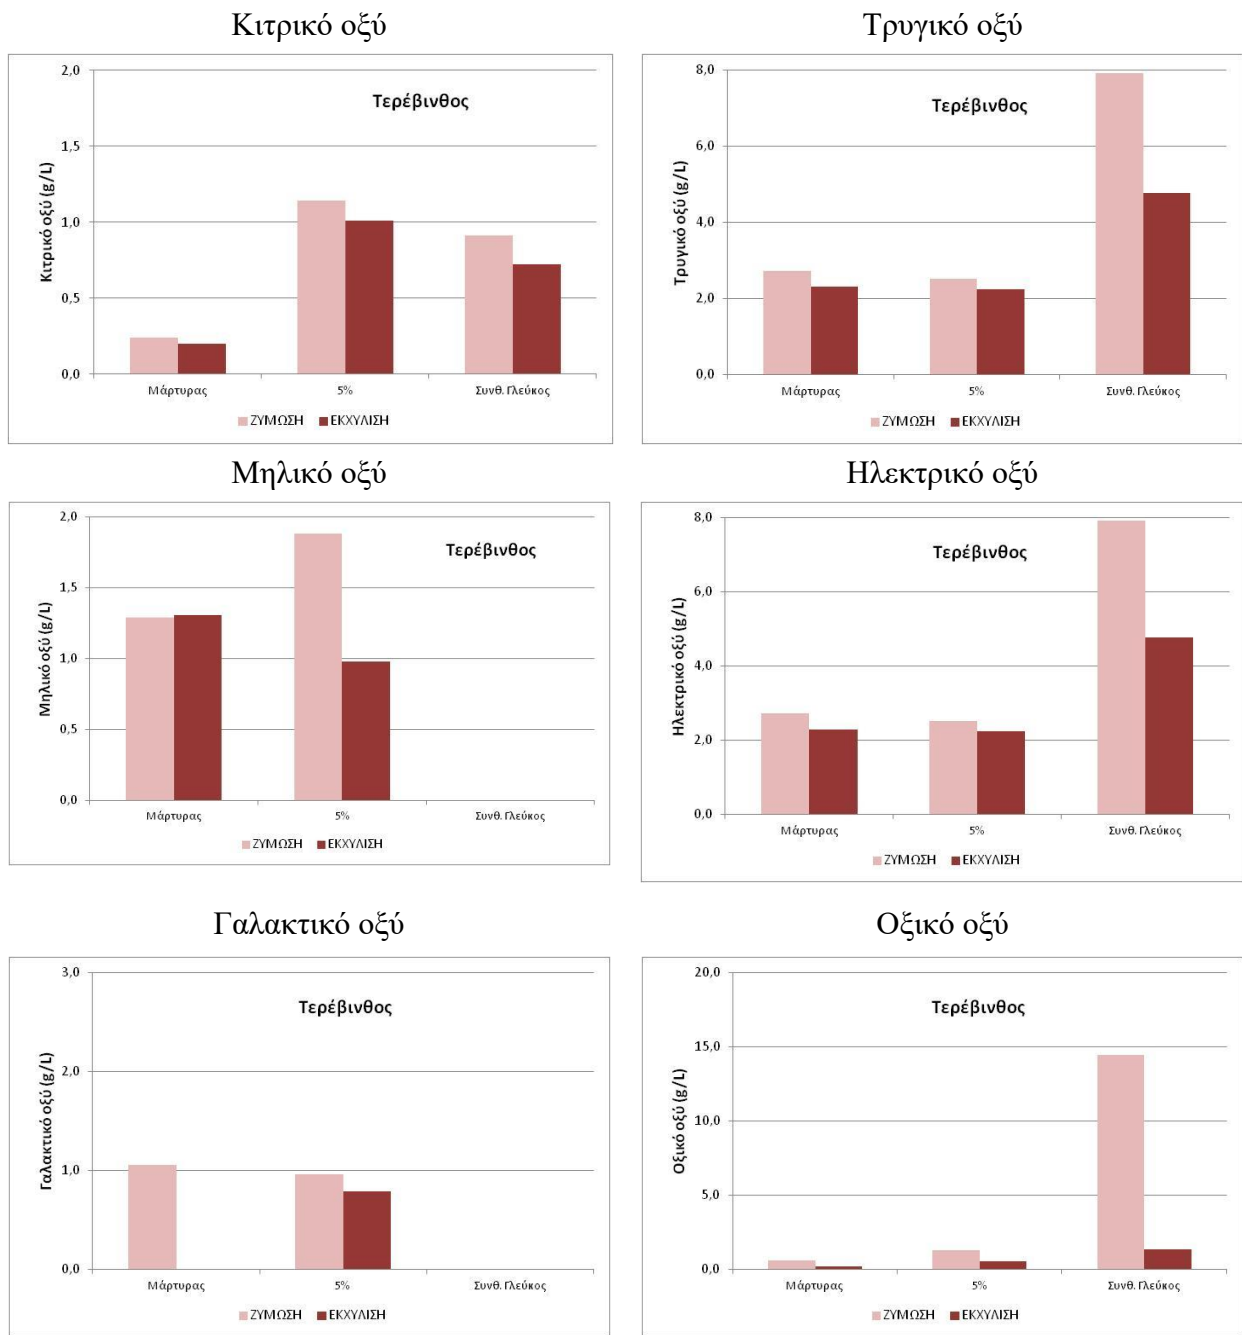 Κιτρικό οξύ
Τερέβινθος
Κιτρικό οξύ (g/L)
2,0
1,5
1,0
0,5
0,0
Μάρτυρας 5% Συνθ. Γλεύκος
ΖΥΜΩΣΗ ΕΚΧΥΛΙΣΗ
Τρυγικό οξύ
Τερέβινθος
Τρυγικό οξύ (g/L)
8,0
6,0
4,0
2,0
0,0
Μάρτυρας 5% Συνθ. Γλεύκος
ΖΥΜΩΣΗ ΕΚΧΥΛΙΣΗ
Μηλικό οξύ
Τερέβινθος
Μηλικό οξύ (g/L)
2,0
1,5
1,0
0,5
0,0
Μάρτυρας 5% Συνθ. Γλεύκος
ΖΥΜΩΣΗ ΕΚΧΥΛΙΣΗ
Ηλεκτρικό οξύ
Τερέβινθος
Ηλεκτρικό οξύ (g/L)
8,0
6,0
4,0
2,0
0,0
Μάρτυρας 5% Συνθ. Γλεύκος
ΖΥΜΩΣΗ ΕΚΧΥΛΙΣΗ
Γαλακτικό οξύ
Τερέβινθος
Γαλακτικό οξύ (g/L)
3,0
2,0
1,0
0,0
Μάρτυρας 5% Συνθ. Γλεύκος
ΖΥΜΩΣΗ ΕΚΧΥΛΙΣΗ
Οξικό οξύ
Τερέβινθος
Οξικό οξύ (g/L)
20,0
15,0
10,0
5,0
0,0
Μάρτυρας 5% Συνθ. Γλεύκος
ΖΥΜΩΣΗ ΕΚΧΥΛΙΣΗ